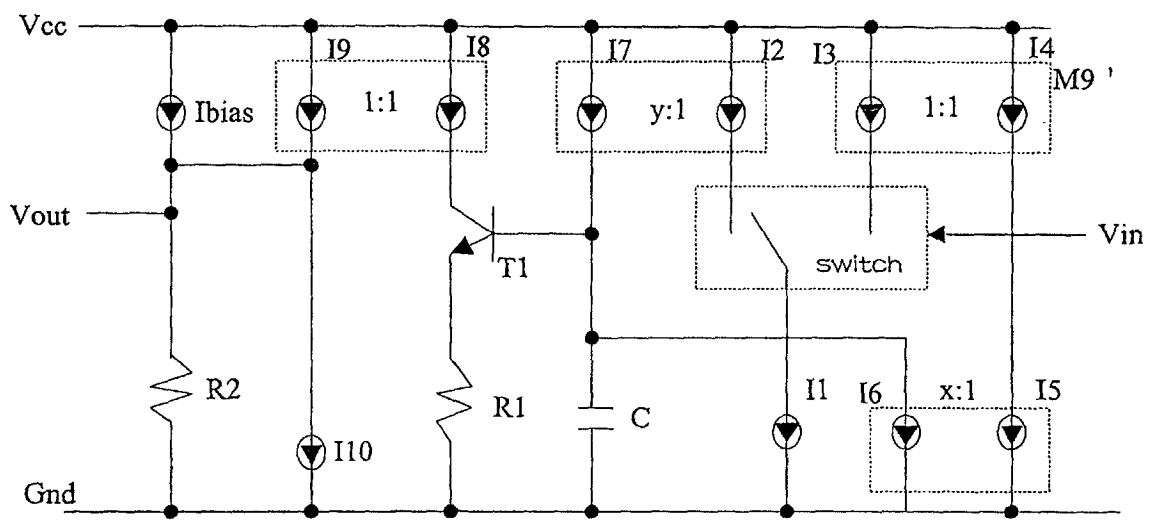 Vcc
I9 I8 I7 I2 I3 I4
M9 '
Ibias 1:1 y:1 1:1
Vout
T1
switch
Vin
R2 R1 C I1 I6 x:1 I5
I10
Gnd